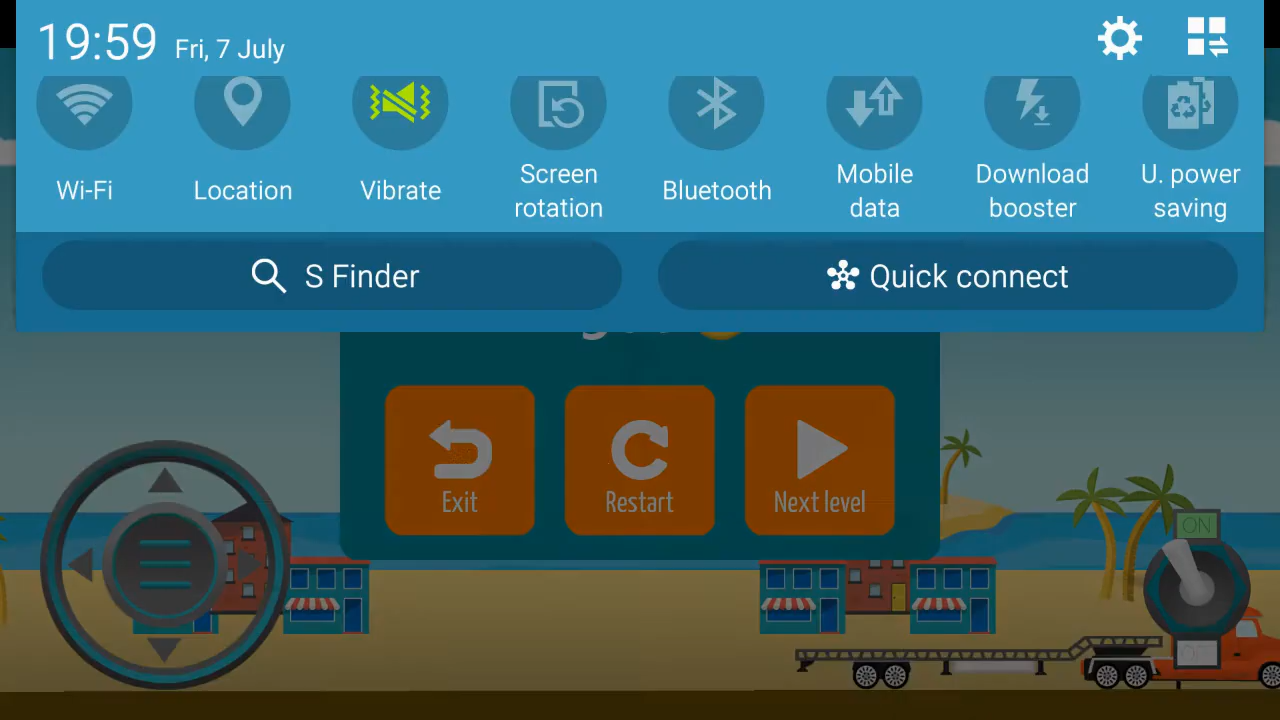 19:59 Fri, 7 July
Wi-Fi
Location
Vibrate
Screen
rotation
Bluetooth
Mobile
data
Download
booster
U. power
saving
S Finder
Quick connect
Exit
Restart
Next level
ON